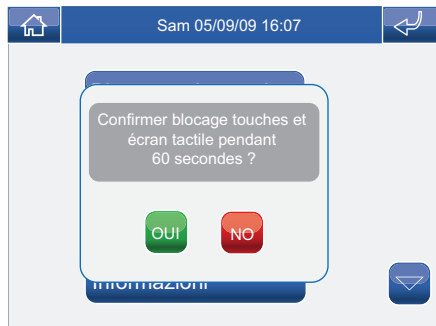 Sam 05/09/09 16:07
Confirmer blocage touches et
écran tactile pendant
60 secondes ?
OUI
NO
Informazioni